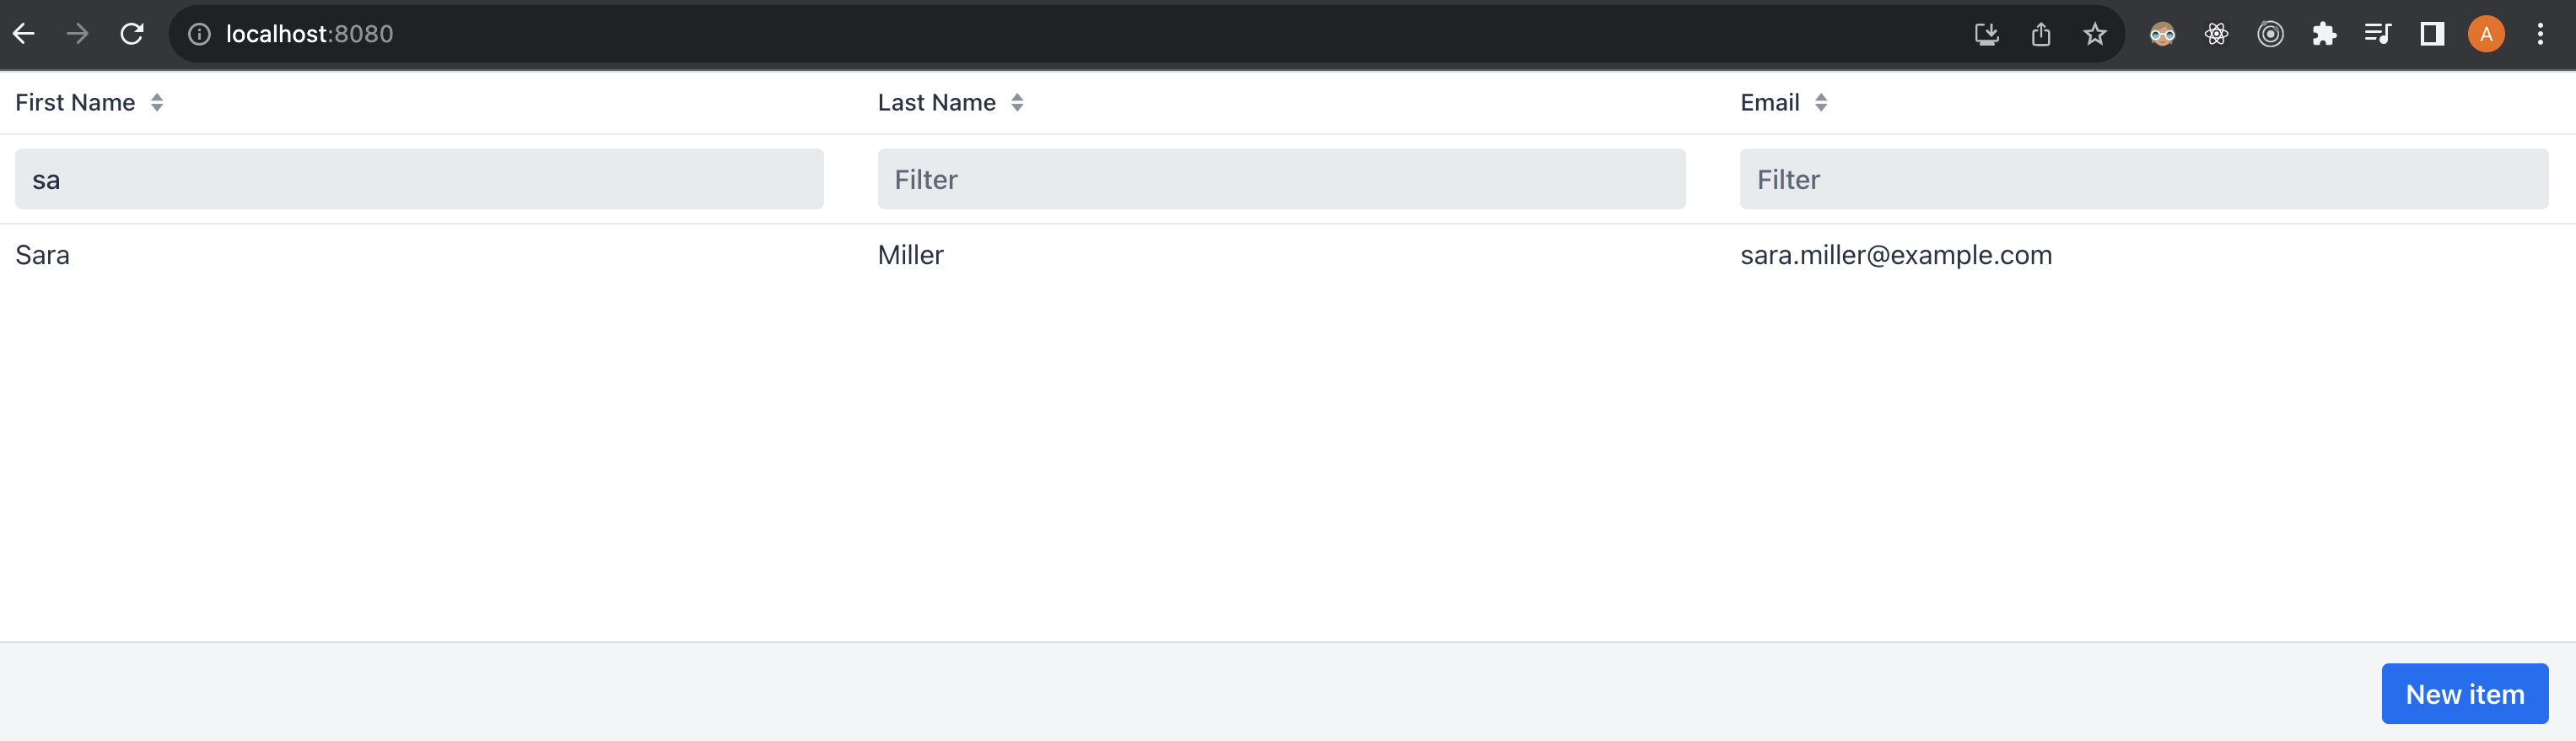 localhost:8080
A
First Name Last Name Email
sa Filter Filter
Sara Miller sara.miller@example.com
New item